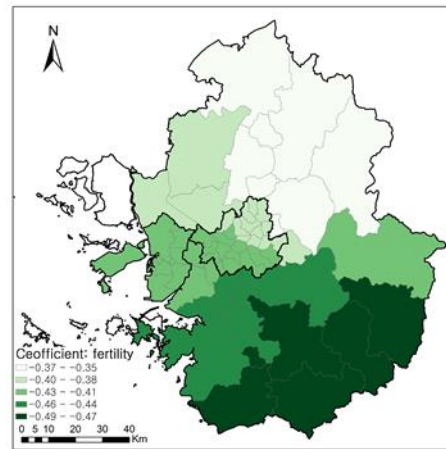 N
Ceofficient: fertility
−0.37 − −0.35
−0.40 − −0.38
−0.43 − −0.41
−0.46 − −0.44
−0.49 − −0.47
0 5 10 20 30 40
Km